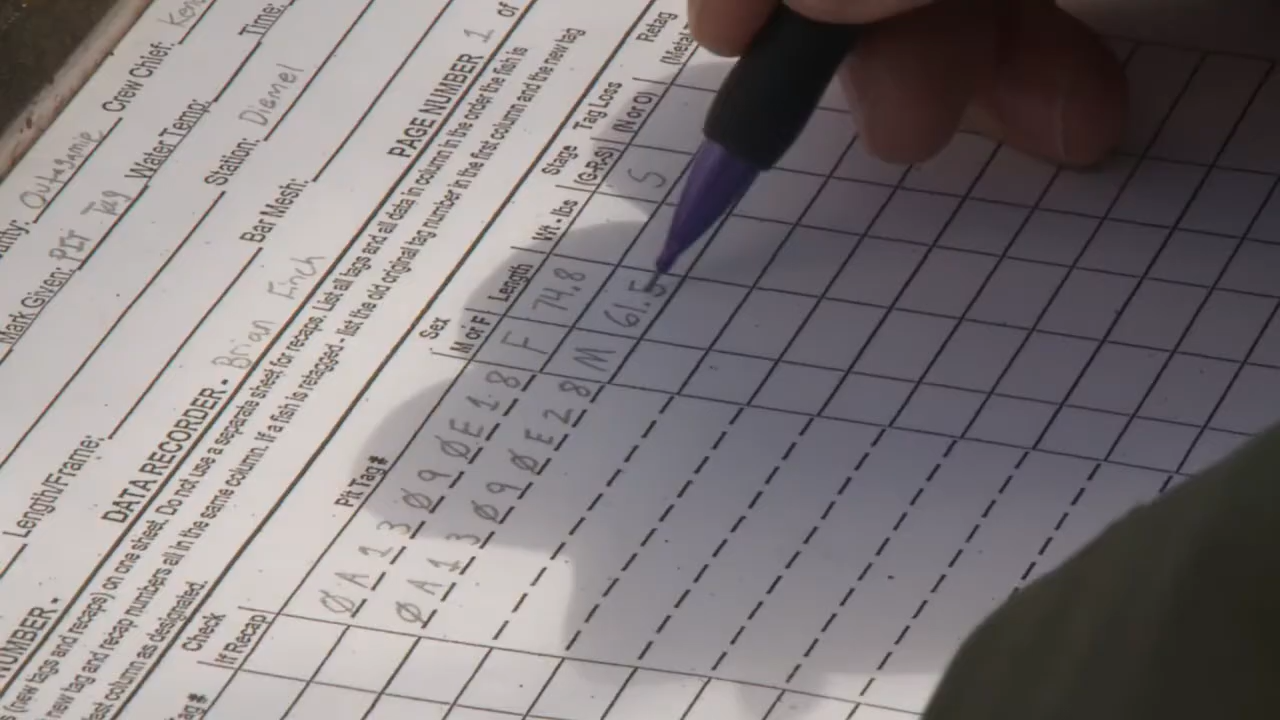 Outagamie Crew Chief:
Mark Given: PIT Tag Water Temp: Time:
Station: Diemel
Length/Frame: Bar Mesh:
DATA RECORDER - Brian Finch PAGE NUMBER 1 of
NUMBER -
(new tags and recaps) on one sheet. Do not use a separate sheet for recaps. List all tags and all data in column in the order the fish is
new tag and recap numbers all in the same column. If a fish is retagged - list the old original tag number in the first column and the new tag
last column as designated.
Check If Recap
Pit Tag #
Sex M or F
Length
Wt - lbs
Stage (G-R-S)
Tag Loss (N or O)
Retag
ØA13Ø9ØE18 F 74.8 S
ØA13Ø9ØE28 M 61.5